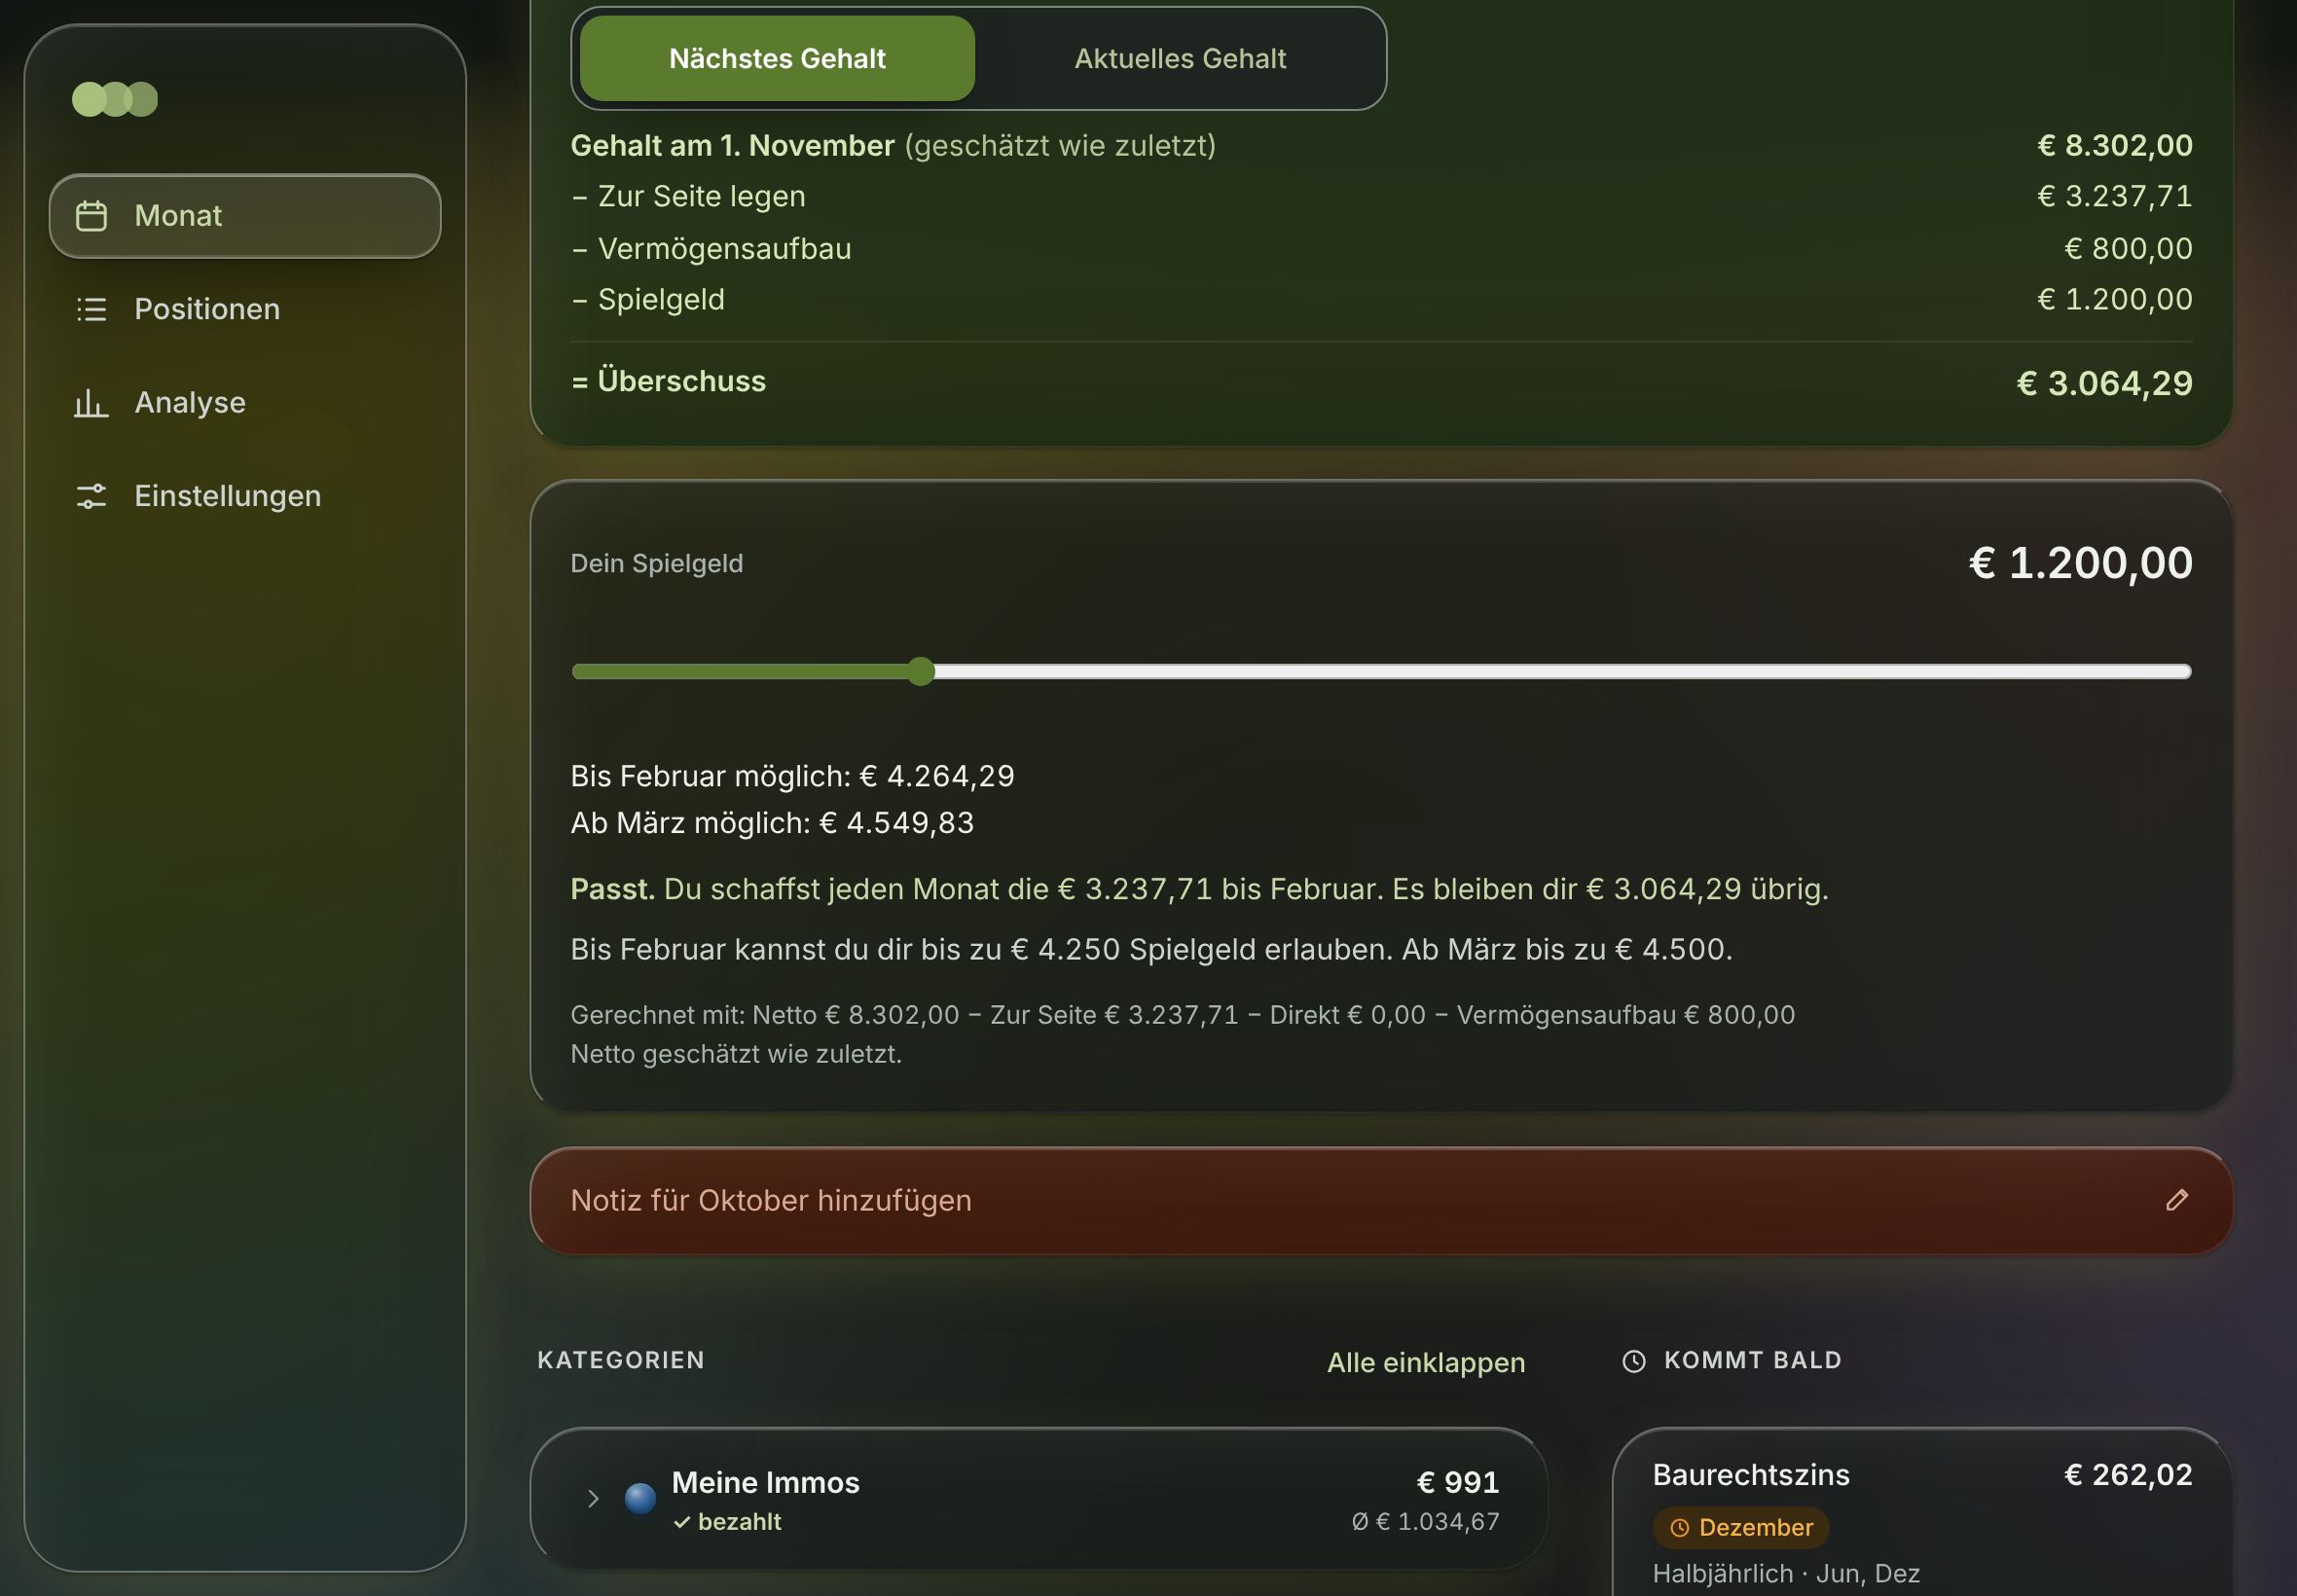 Nächstes Gehalt
Aktuelles Gehalt
Gehalt am 1. November (geschätzt wie zuletzt) € 8.302,00
− Zur Seite legen € 3.237,71
− Vermögensaufbau € 800,00
− Spielgeld € 1.200,00
= Überschuss € 3.064,29
Monat
Positionen
Analyse
Einstellungen
Dein Spielgeld € 1.200,00
Bis Februar möglich: € 4.264,29
Ab März möglich: € 4.549,83
Passt. Du schaffst jeden Monat die € 3.237,71 bis Februar. Es bleiben dir € 3.064,29 übrig.
Bis Februar kannst du dir bis zu € 4.250 Spielgeld erlauben. Ab März bis zu € 4.500.
Gerechnet mit: Netto € 8.302,00 − Zur Seite € 3.237,71 − Direkt € 0,00 − Vermögensaufbau € 800,00
Netto geschätzt wie zuletzt.
Notiz für Oktober hinzufügen
KATEGORIEN
Alle einklappen
Meine Immos € 991
✓ bezahlt Ø € 1.034,67
KOMMT BALD
Baurechtszins € 262,02
Dezember
Halbjährlich · Jun, Dez